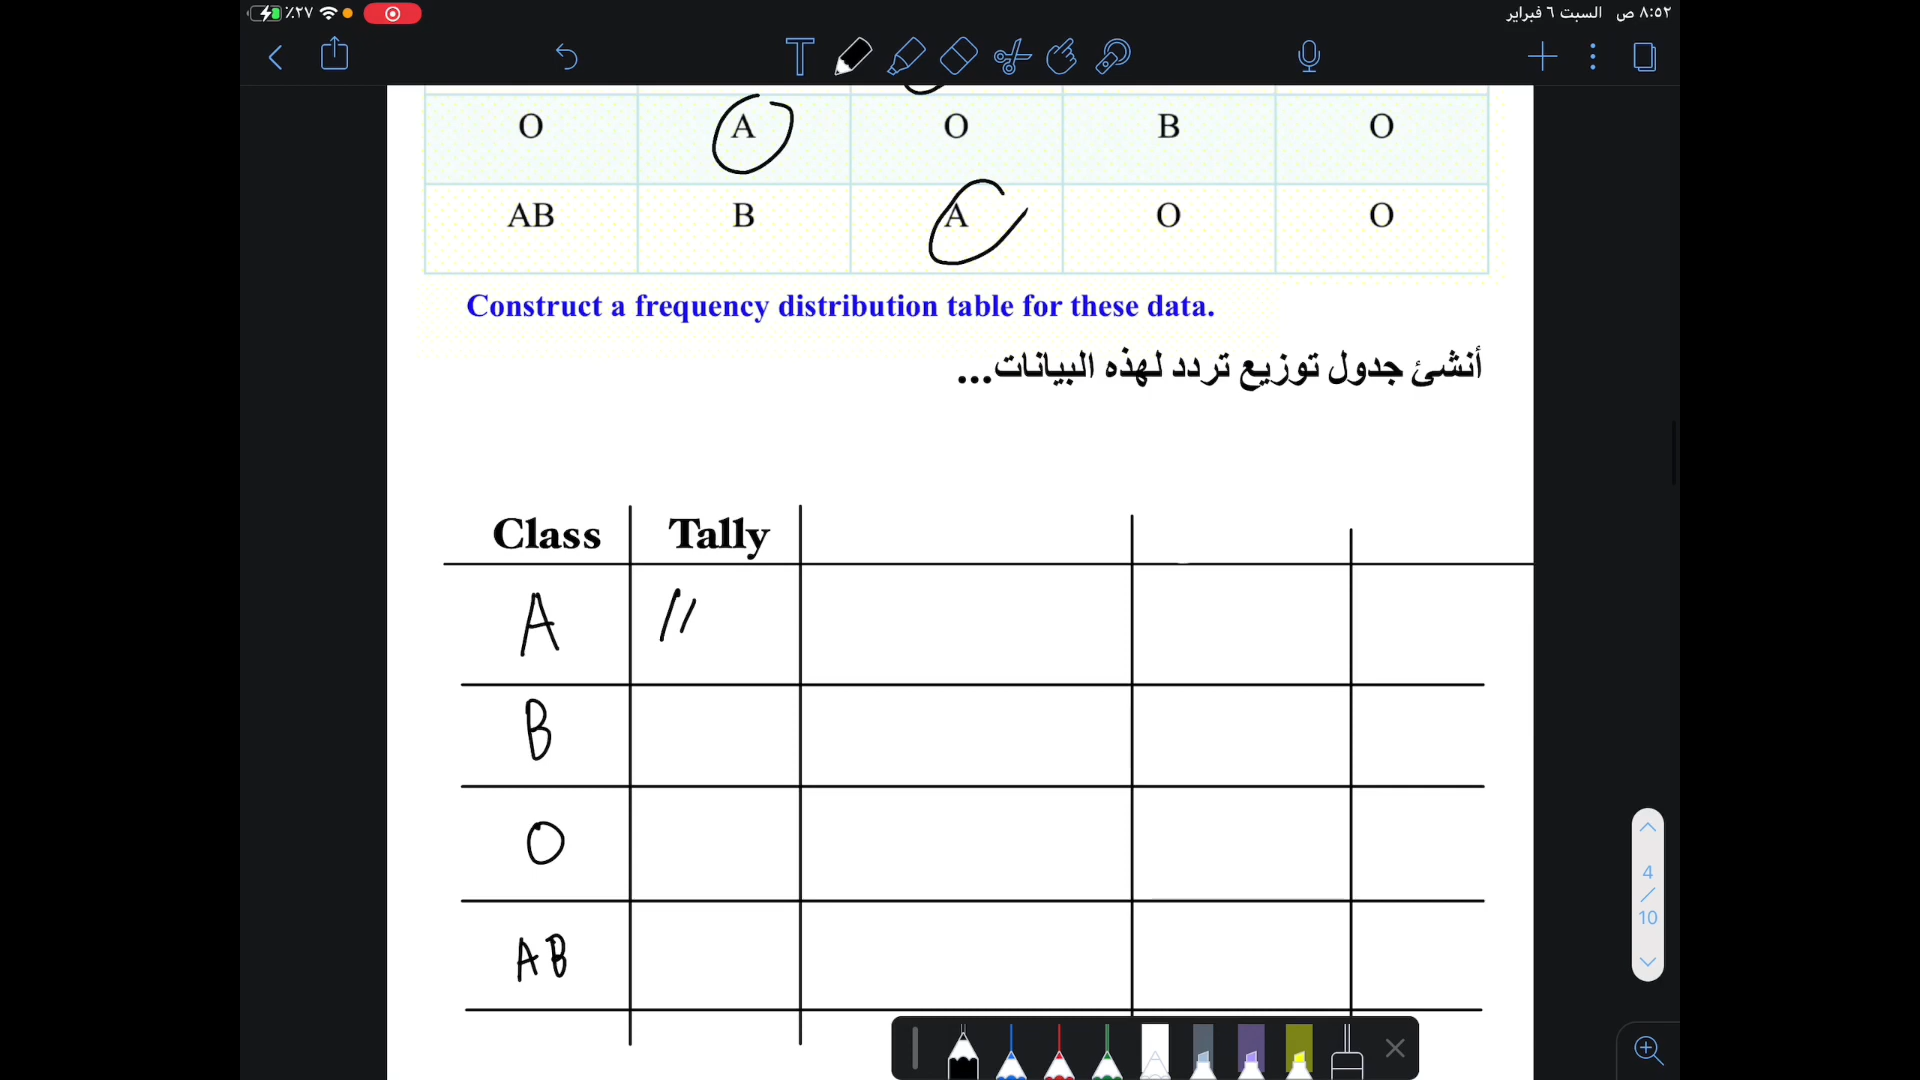 ٪٢٧
٨:٥٢ ص السبت ٦ فبراير
T
O A O B O
AB B A O O
Construct a frequency distribution table for these data.
أنشئ جدول توزيع تردد لهذه البيانات...
Class Tally
A //
B
O
AB
4
/
10
A